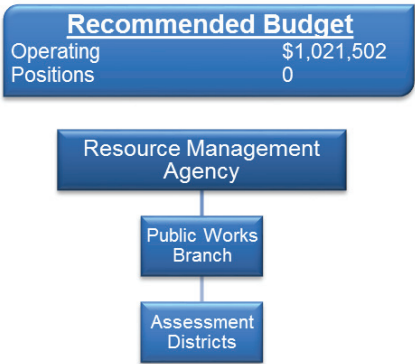 Recommended Budget
Operating $1,021,502
Positions 0
Resource Management
Agency
Public Works
Branch
Assessment
Districts